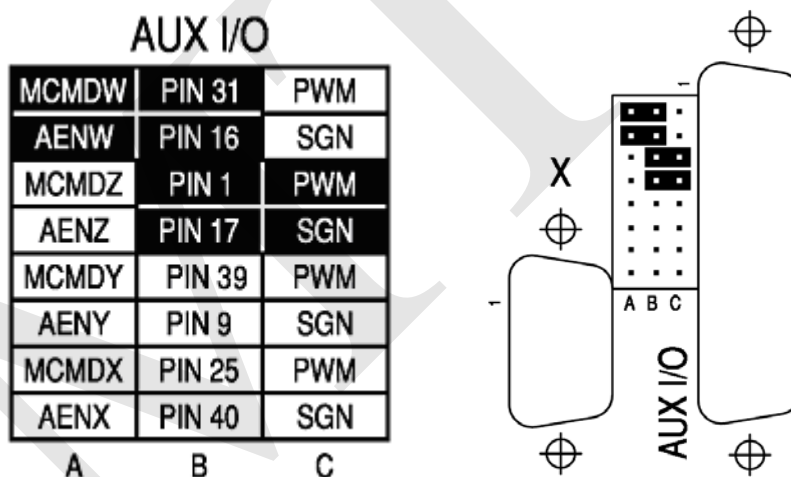 AUX I/O
MCMDW PIN 31 PWM
AENW PIN 16 SGN
MCMDZ PIN 1 PWM
AENZ PIN 17 SGN
MCMDY PIN 39 PWM
AENY PIN 9 SGN
MCMDX PIN 25 PWM
AENX PIN 40 SGN
A B C
1
X
1
A B C
AUX I/O